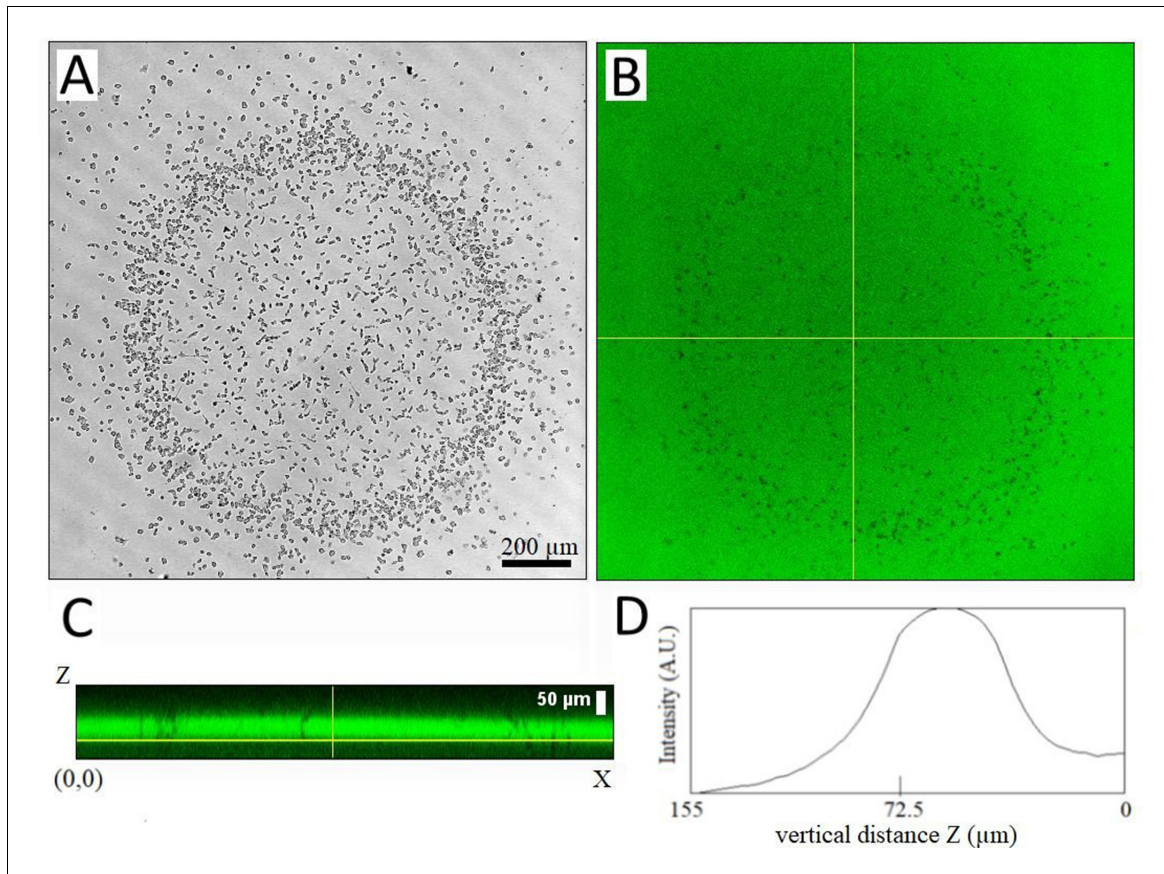 A
B
200 µm
C
D
Z
50 µm
(0,0)
X
Intensity (A.U.)
155
72.5
0
vertical distance Z (µm)